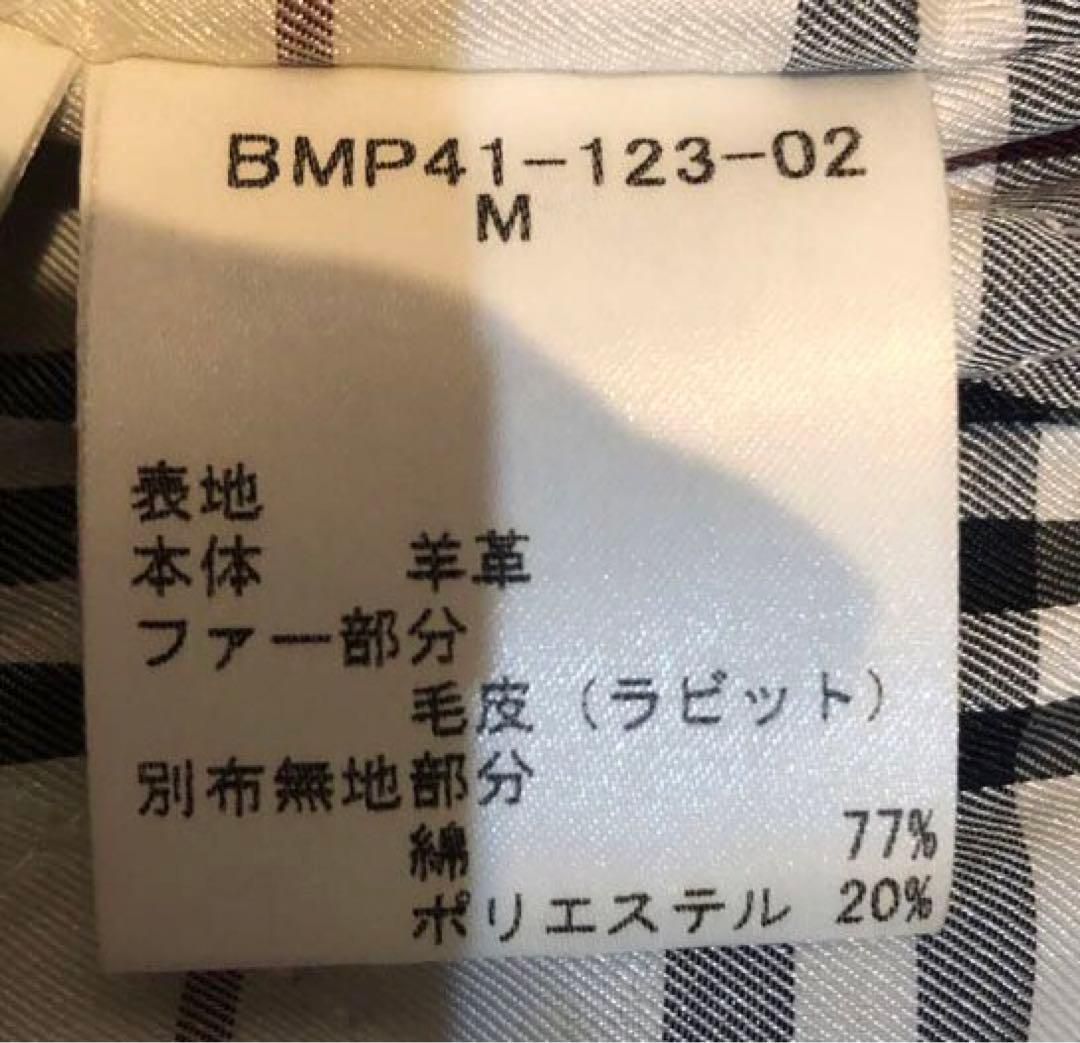 BMP41-123-02
M
表地
本体 羊革
ファー部分
毛皮（ラビット）
別布無地部分
綿 77%
ポリエステル 20%